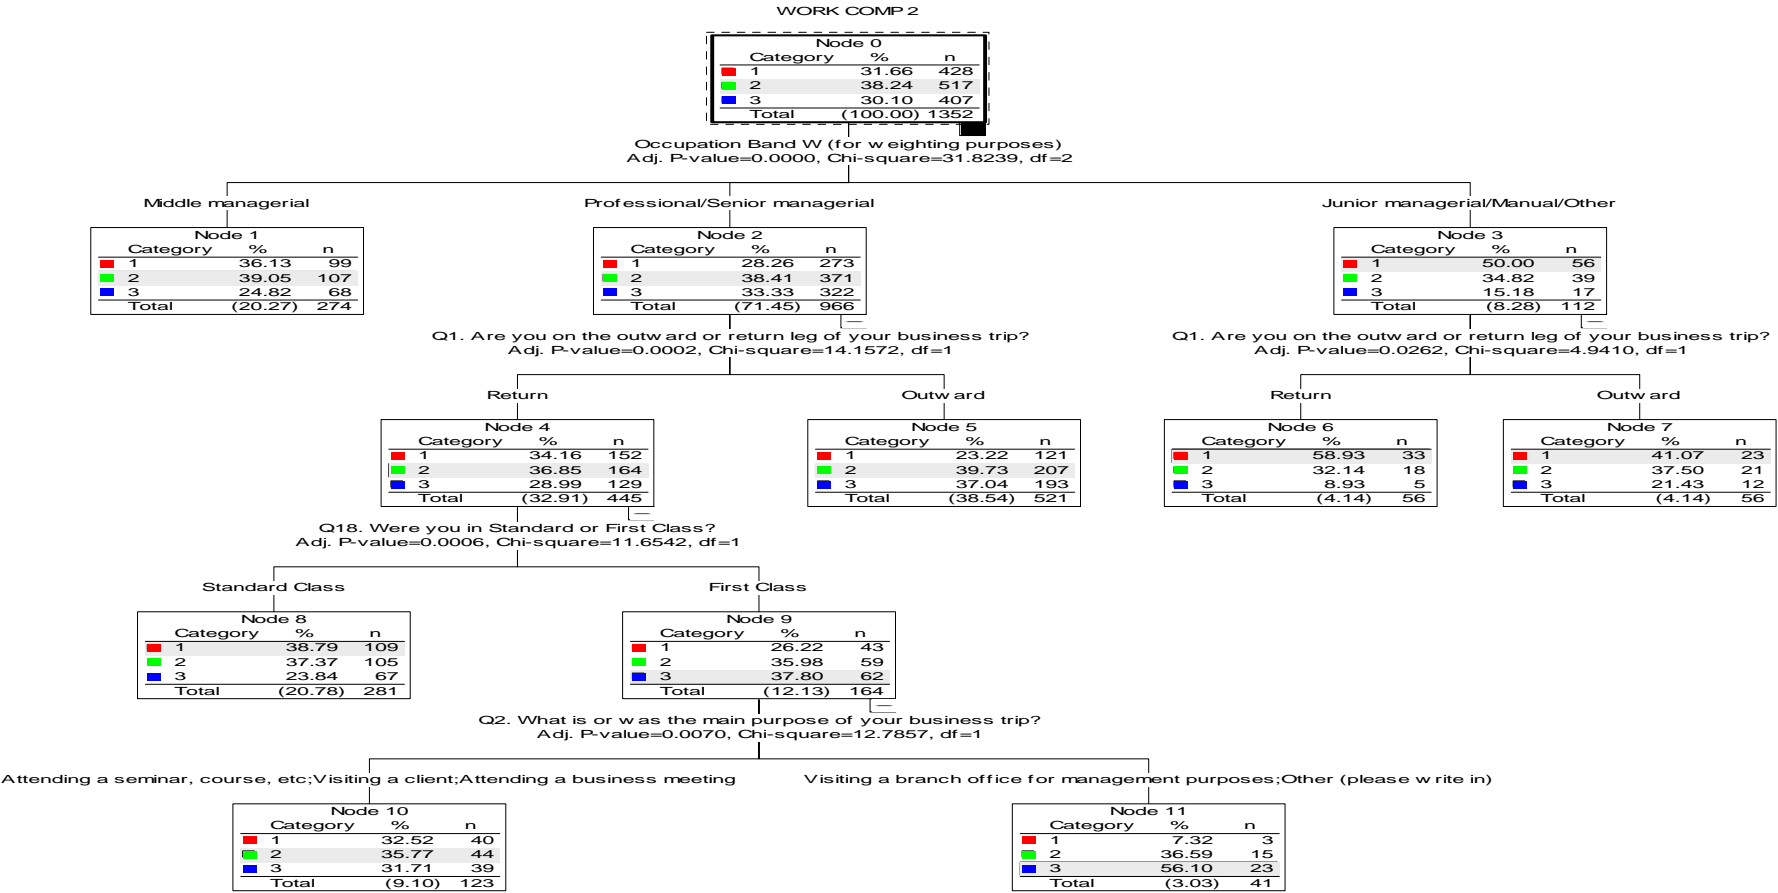 WORK COMP 2
Node 0
Category % n
1 31.66 428
2 38.24 517
3 30.10 407
Total (100.00) 1352
Occupation Band W (for weighting purposes)
Adj. P-value=0.0000, Chi-square=31.8239, df=2
Middle managerial
Node 1
Category % n
1 36.13 99
2 39.05 107
3 24.82 68
Total (20.27) 274
Professional/Senior managerial
Node 2
Category % n
1 28.26 273
2 38.41 371
3 33.33 322
Total (71.45) 966
Junior managerial/Manual/Other
Node 3
Category % n
1 50.00 56
2 34.82 39
3 15.18 17
Total (8.28) 112
Q1. Are you on the outward or return leg of your business trip?
Adj. P-value=0.0002, Chi-square=14.1572, df=1
Q1. Are you on the outward or return leg of your business trip?
Adj. P-value=0.0262, Chi-square=4.9410, df=1
Return
Node 4
Category % n
1 34.16 152
2 36.85 164
3 28.99 129
Total (32.91) 445
Outward
Node 5
Category % n
1 23.22 121
2 39.73 207
3 37.04 193
Total (38.54) 521
Return
Node 6
Category % n
1 58.93 33
2 32.14 18
3 8.93 5
Total (4.14) 56
Outward
Node 7
Category % n
1 41.07 23
2 37.50 21
3 21.43 12
Total (4.14) 56
Q18. Were you in Standard or First Class?
Adj. P-value=0.0006, Chi-square=11.6542, df=1
Standard Class
Node 8
Category % n
1 38.79 109
2 37.37 105
3 23.84 67
Total (20.78) 281
First Class
Node 9
Category % n
1 26.22 43
2 35.98 59
3 37.80 62
Total (12.13) 164
Q2. What is or was the main purpose of your business trip?
Adj. P-value=0.0070, Chi-square=12.7857, df=1
Attending a seminar, course, etc;Visiting a client;Attending a business meeting
Node 10
Category % n
1 32.52 40
2 35.77 44
3 31.71 39
Total (9.10) 123
Visiting a branch office for management purposes;Other (please write in)
Node 11
Category % n
1 7.32 3
2 36.59 15
3 56.10 23
Total (3.03) 41